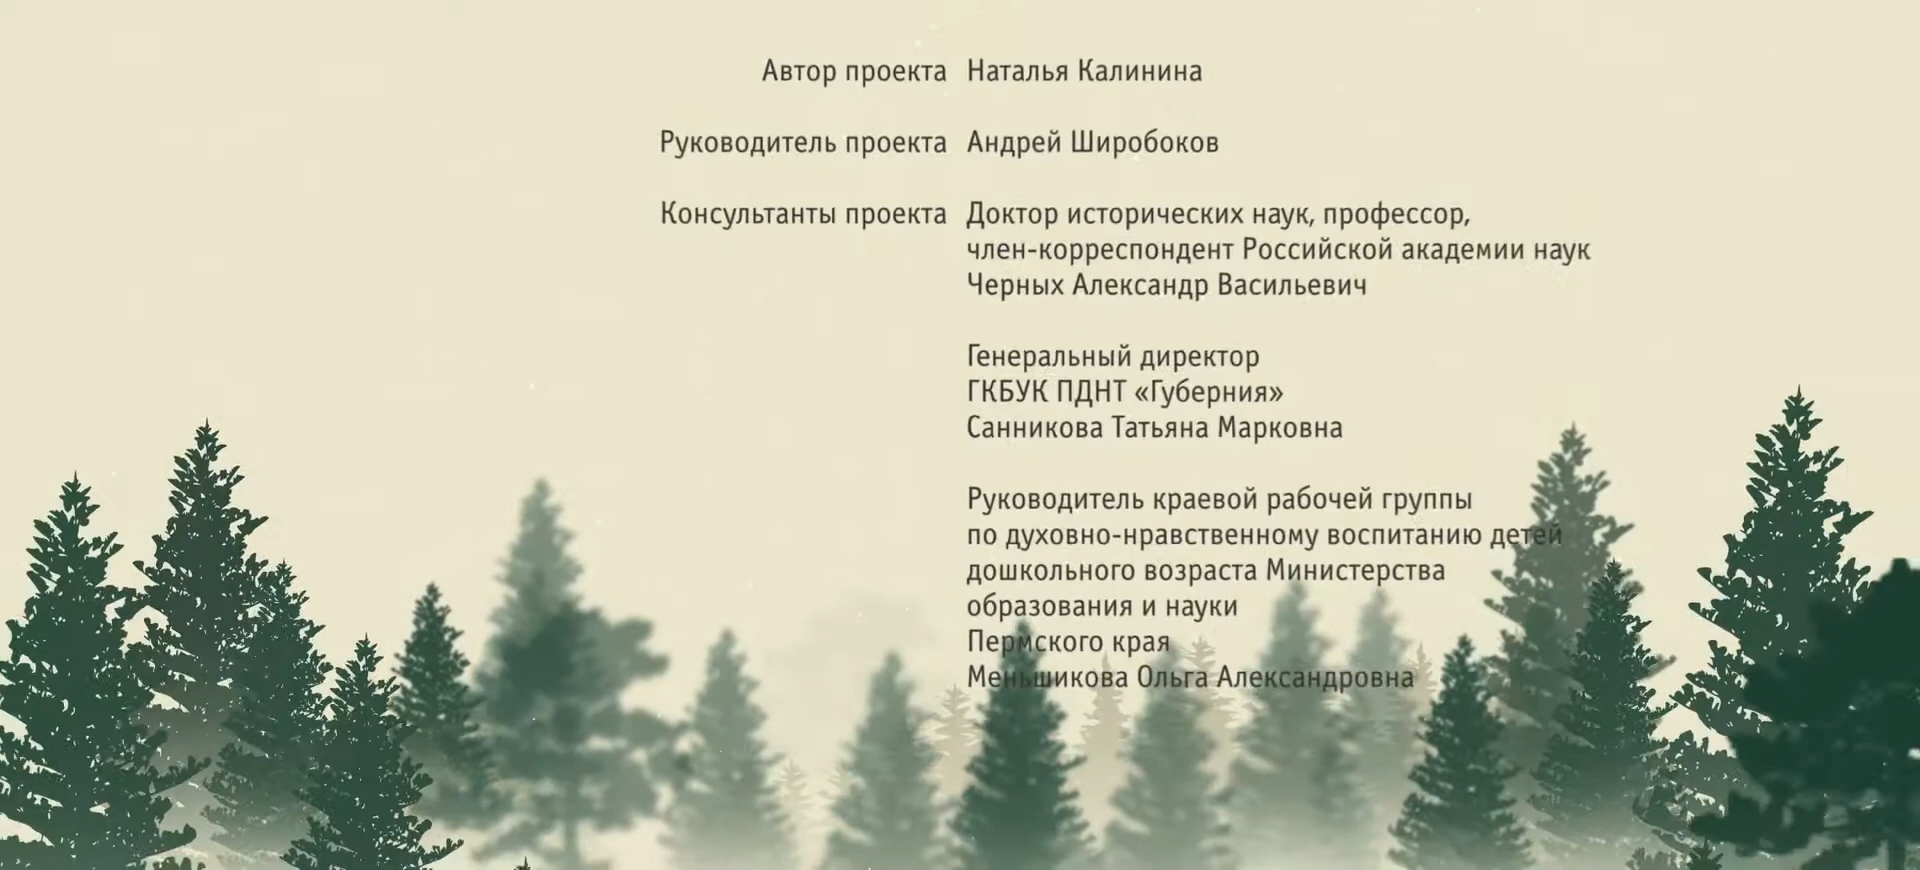 Автор проекта Наталья Калинина
Руководитель проекта Андрей Широбоков
Консультанты проекта Доктор исторических наук, профессор,
член-корреспондент Российской академии наук
Черных Александр Васильевич
Генеральный директор
ГКБУК ПДНТ «Губерния»
Санникова Татьяна Марковна
Руководитель краевой рабочей группы
по духовно-нравственному воспитанию детей
дошкольного возраста Министерства
образования и науки
Пермского края
Меньшикова Ольга Александровна